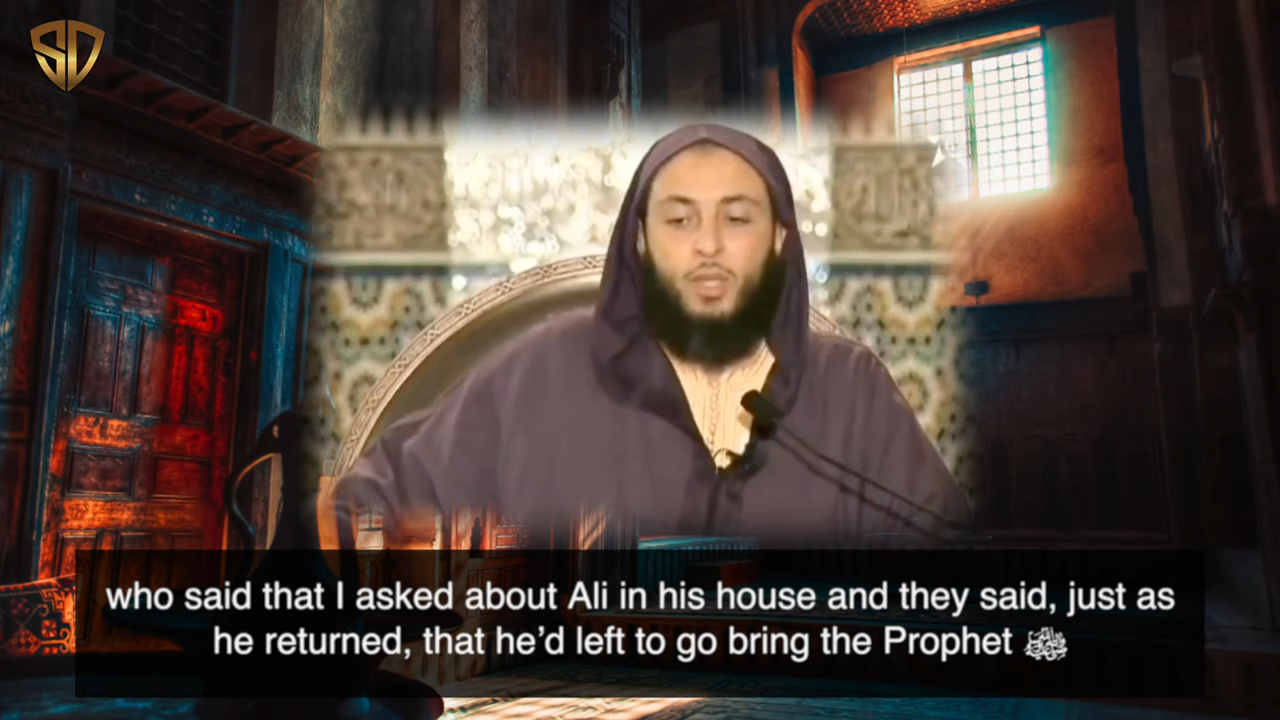 SD
who said that I asked about Ali in his house and they said, just as
he returned, that he’d left to go bring the Prophet ﷺ